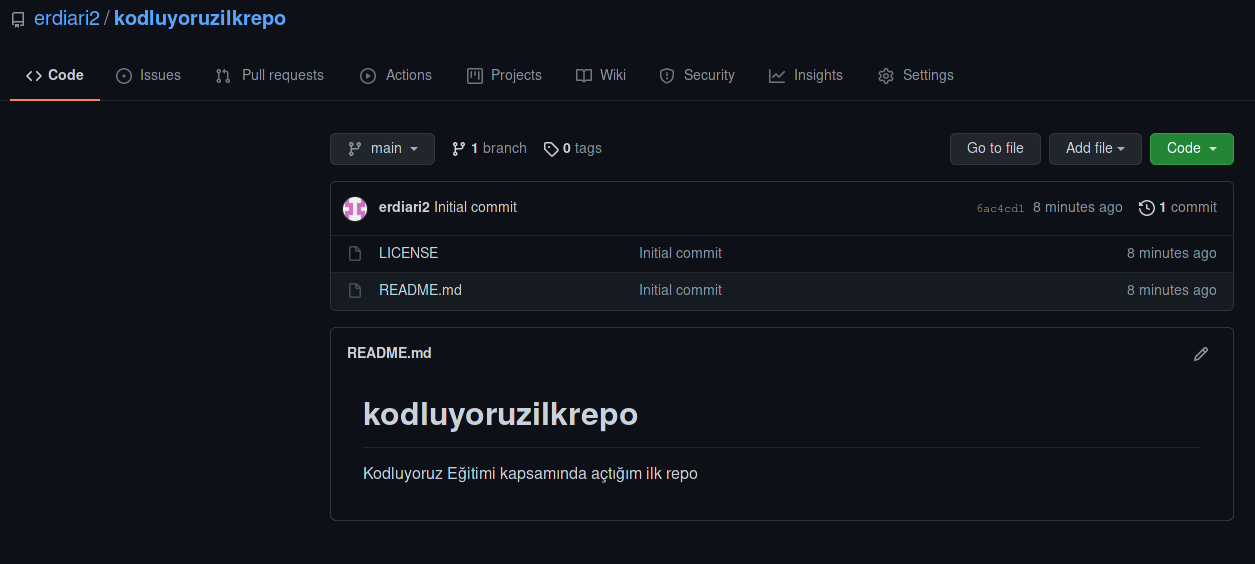 erdiari2 / kodluyoruzilkrepo
Code Issues Pull requests Actions Projects Wiki Security Insights Settings
main 1 branch 0 tags Go to file Add file Code
erdiari2 Initial commit 6ac4cd1 8 minutes ago 1 commit
LICENSE Initial commit 8 minutes ago
README.md Initial commit 8 minutes ago
README.md
kodluyoruzilkrepo
Kodluyoruz Eğitimi kapsamında açtığım ilk repo